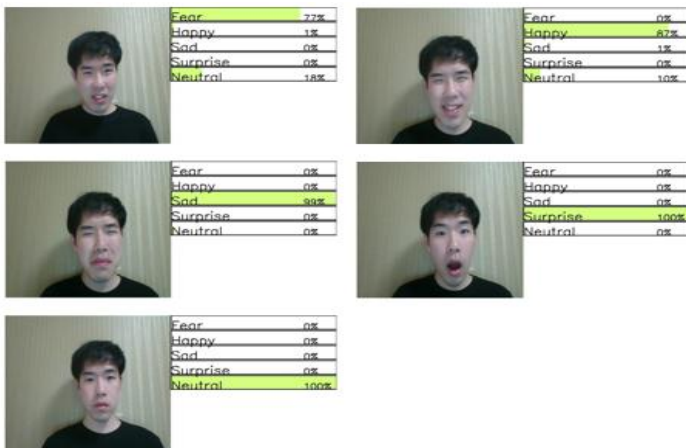 Fear 77%
Happy 1%
Sad 0%
Surprise 0%
Neutral 18%
Fear 0%
Happy 87%
Sad 1%
Surprise 0%
Neutral 10%
Fear 0%
Happy 0%
Sad 99%
Surprise 0%
Neutral 0%
Fear 0%
Happy 0%
Sad 0%
Surprise 100%
Neutral 0%
Fear 0%
Happy 0%
Sad 0%
Surprise 0%
Neutral 100%